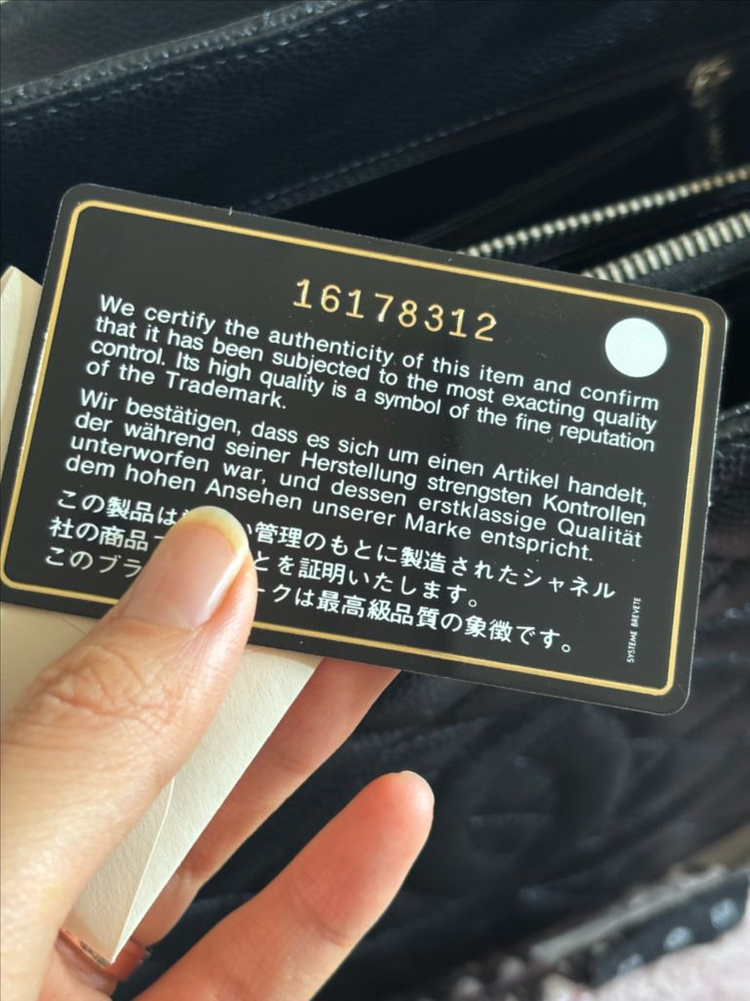 16178312
We certify the authenticity of this item and confirm
that it has been subjected to the most exacting quality
control. Its high quality is a symbol of the fine reputation
of the Trademark.
Wir bestätigen, dass es sich um einen Artikel handelt,
der während seiner Herstellung strengsten Kontrollen
unterworfen war, und dessen erstklassige Qualität
dem hohen Ansehen unserer Marke entspricht.
この製品は い管理のもとに製造されたシャネル
社の商品 とを証明いたします。
このブラ ークは最高級品質の象徴です。
SYSTEME BREVETE